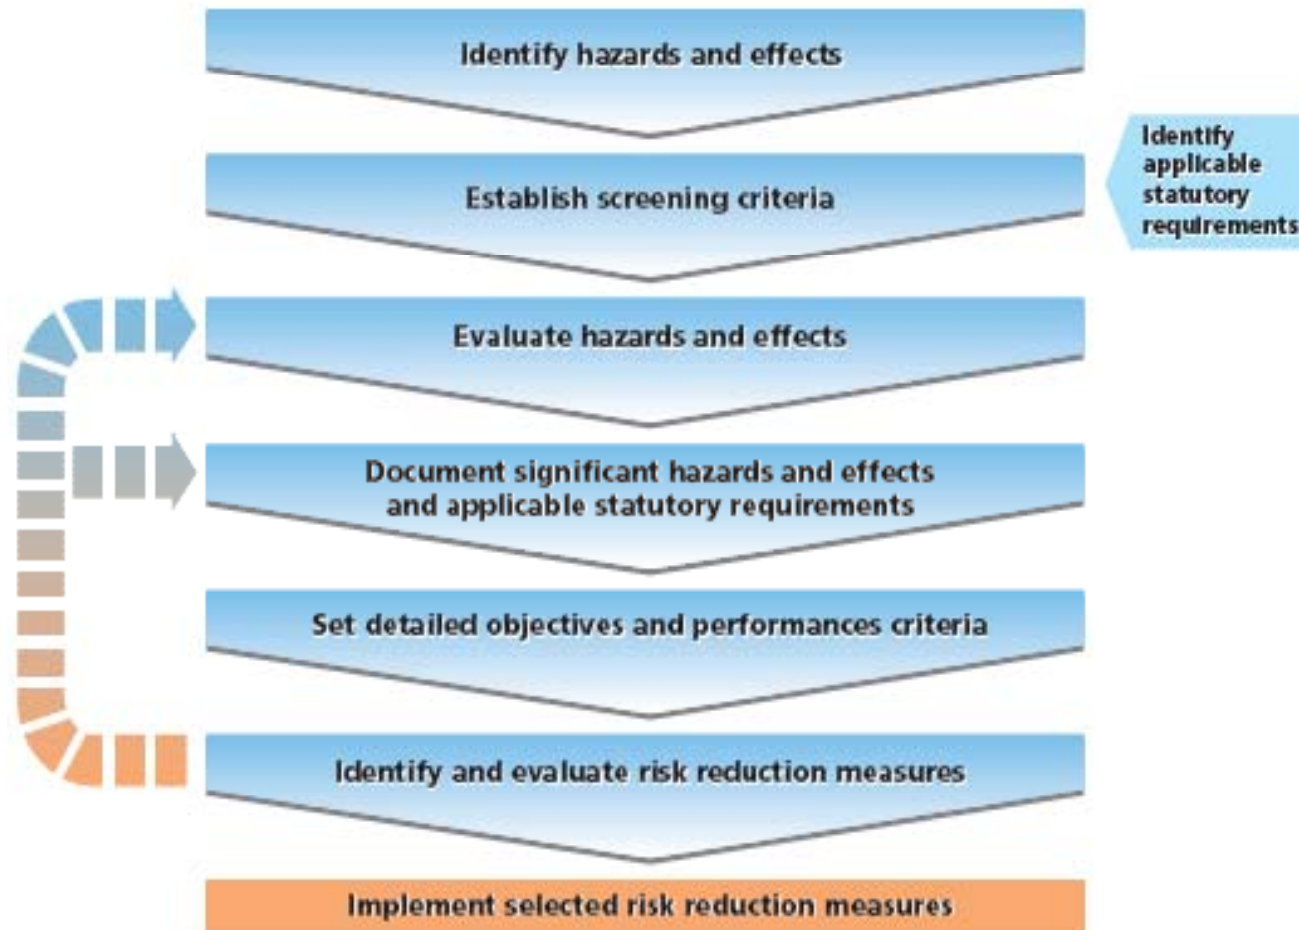 Identify hazards and effects
Identify
applicable
statutory
requirements
Establish screening criteria
Evaluate hazards and effects
Document significant hazards and effects
and applicable statutory requirements
Set detailed objectives and performances criteria
Identify and evaluate risk reduction measures
Implement selected risk reduction measures